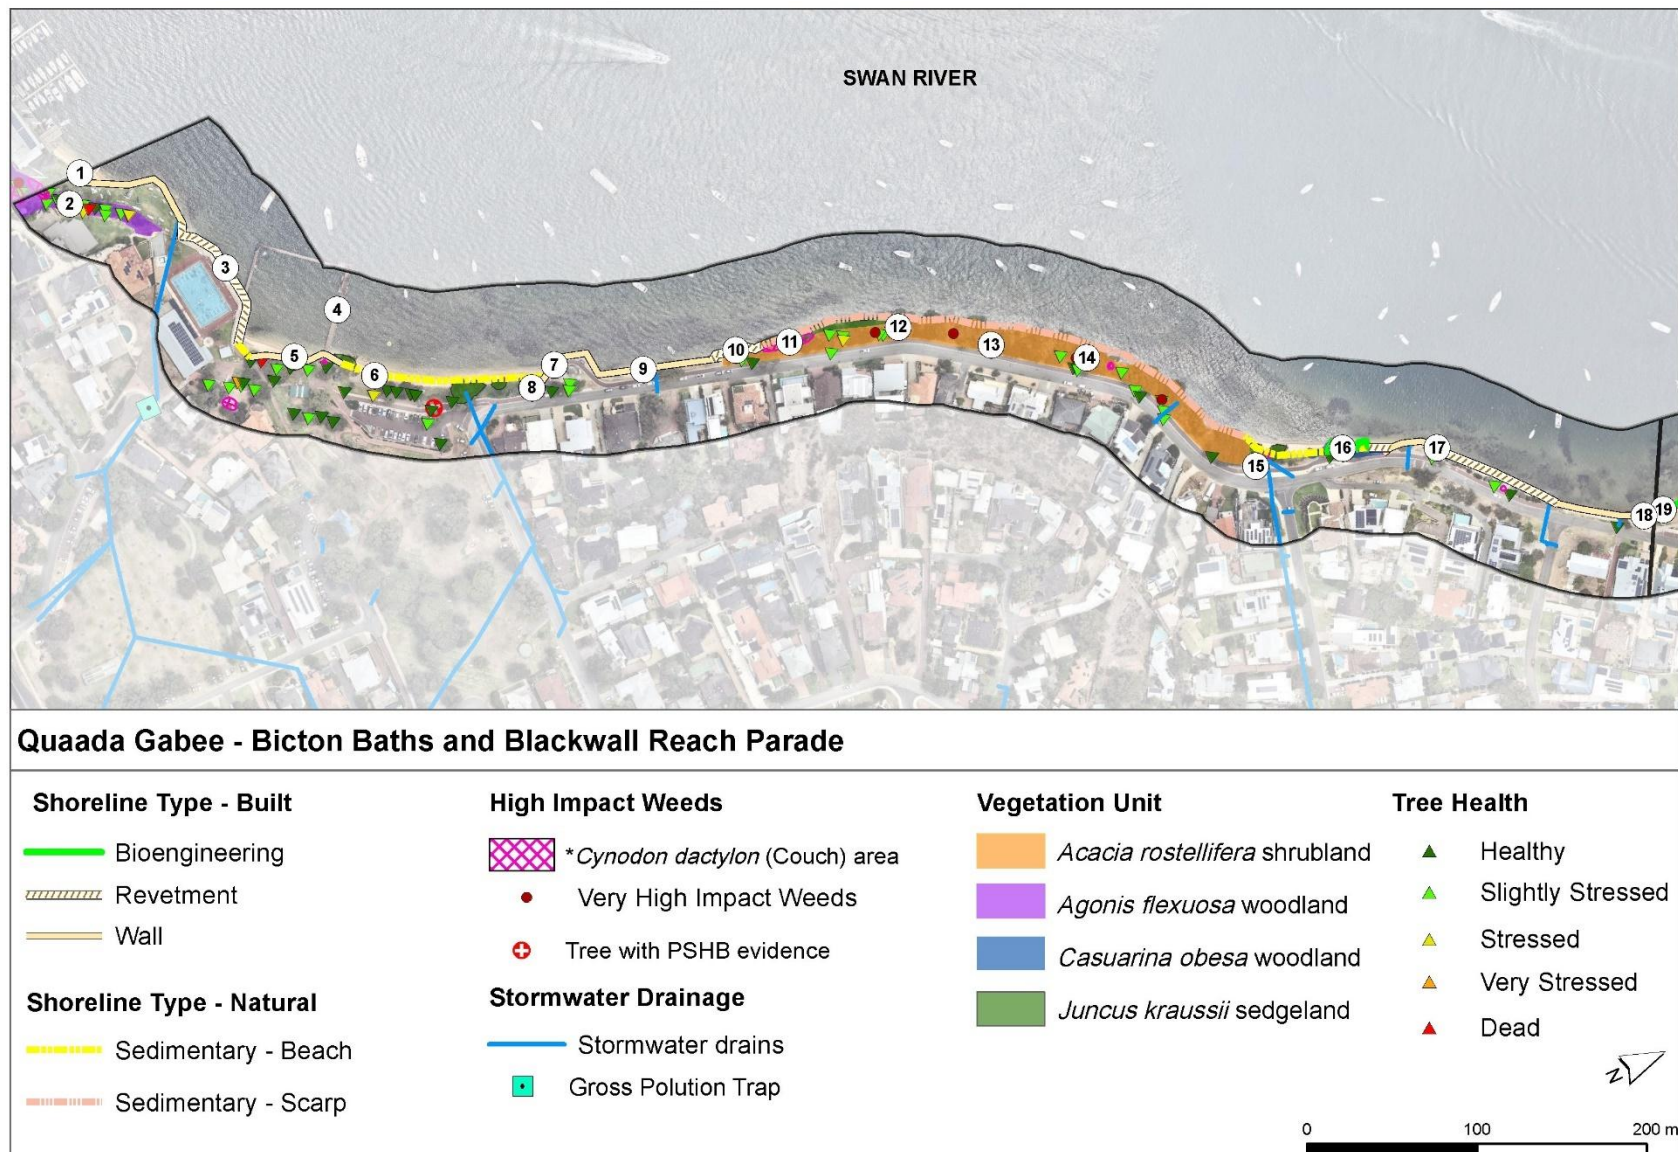 SWAN RIVER
1
2
3
4
5
6
7
8
9
10
11
12
13
14
15
16
17
18
19
Quaada Gabee - Bicton Baths and Blackwall Reach Parade
Shoreline Type - Built
Bioengineering
Revetment
Wall
Shoreline Type - Natural
Sedimentary - Beach
Sedimentary - Scarp
High Impact Weeds
*Cynodon dactylon (Couch) area
Very High Impact Weeds
Tree with PSHB evidence
Stormwater Drainage
Stormwater drains
Gross Polution Trap
Vegetation Unit
Acacia rostellifera shrubland
Agonis flexuosa woodland
Casuarina obesa woodland
Juncus kraussii sedgeland
Tree Health
Healthy
Slightly Stressed
Stressed
Very Stressed
Dead
N
0 100 200 m